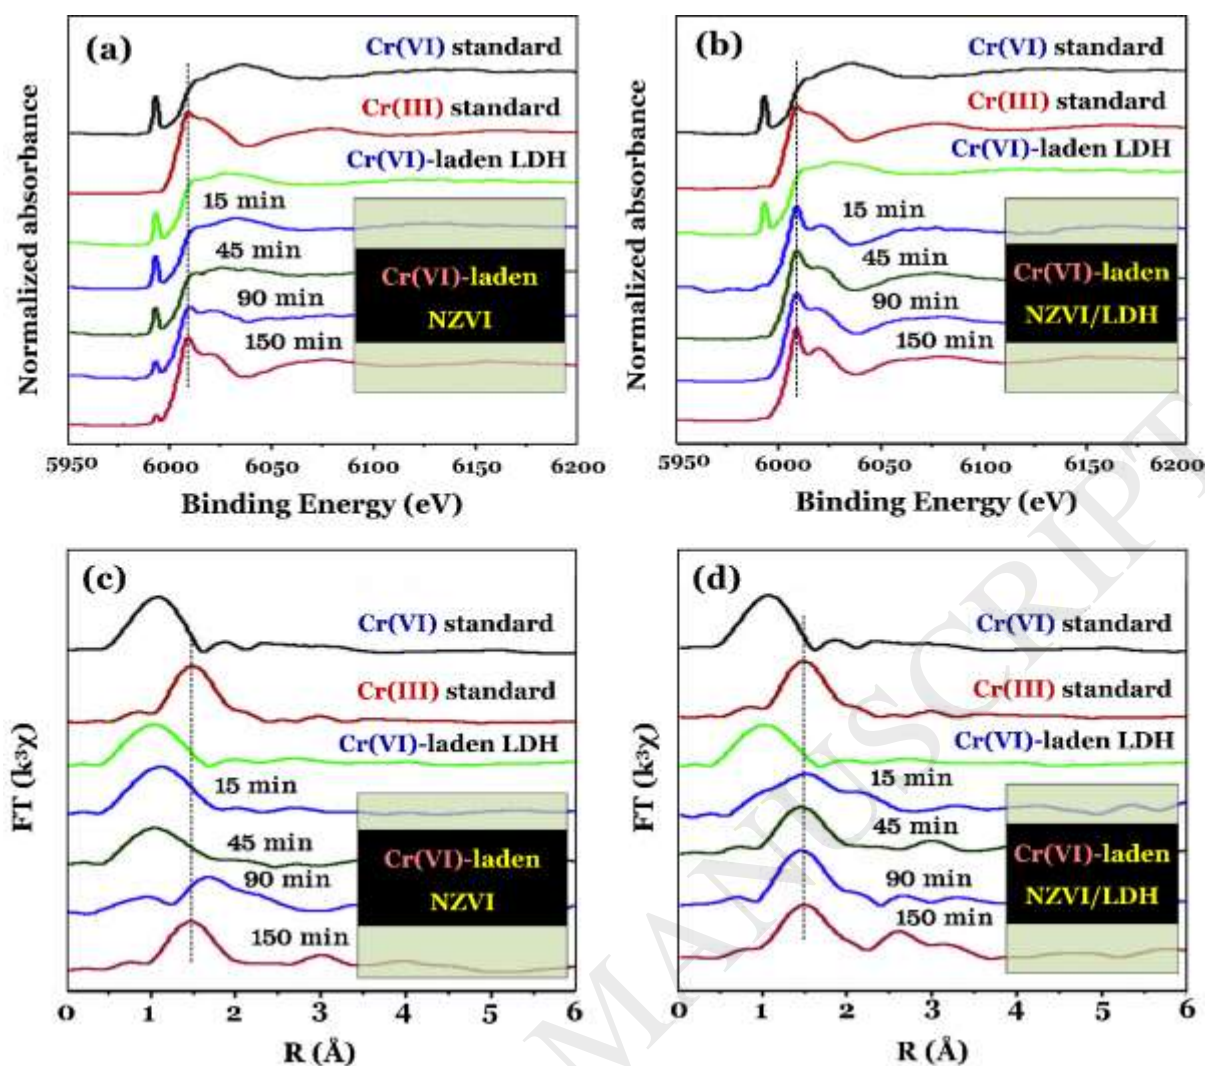 (a)
Cr(VI) standard
Cr(III) standard
Cr(VI)-laden LDH
15 min
45 min
90 min
150 min
Cr(VI)-laden
NZVI
Normalized absorbance
5950 6000 6050 6100 6150 6200
Binding Energy (eV)
(b)
Cr(VI) standard
Cr(III) standard
Cr(VI)-laden LDH
15 min
45 min
90 min
150 min
Cr(VI)-laden
NZVI/LDH
Normalized absorbance
5950 6000 6050 6100 6150 6200
Binding Energy (eV)
(c)
Cr(VI) standard
Cr(III) standard
Cr(VI)-laden LDH
15 min
45 min
90 min
150 min
Cr(VI)-laden
NZVI
FT (k³χ)
0 1 2 3 4 5 6
R (Å)
(d)
Cr(VI) standard
Cr(III) standard
Cr(VI)-laden LDH
15 min
45 min
90 min
150 min
Cr(VI)-laden
NZVI/LDH
FT (k³χ)
0 1 2 3 4 5 6
R (Å)
MANUSCRIPT